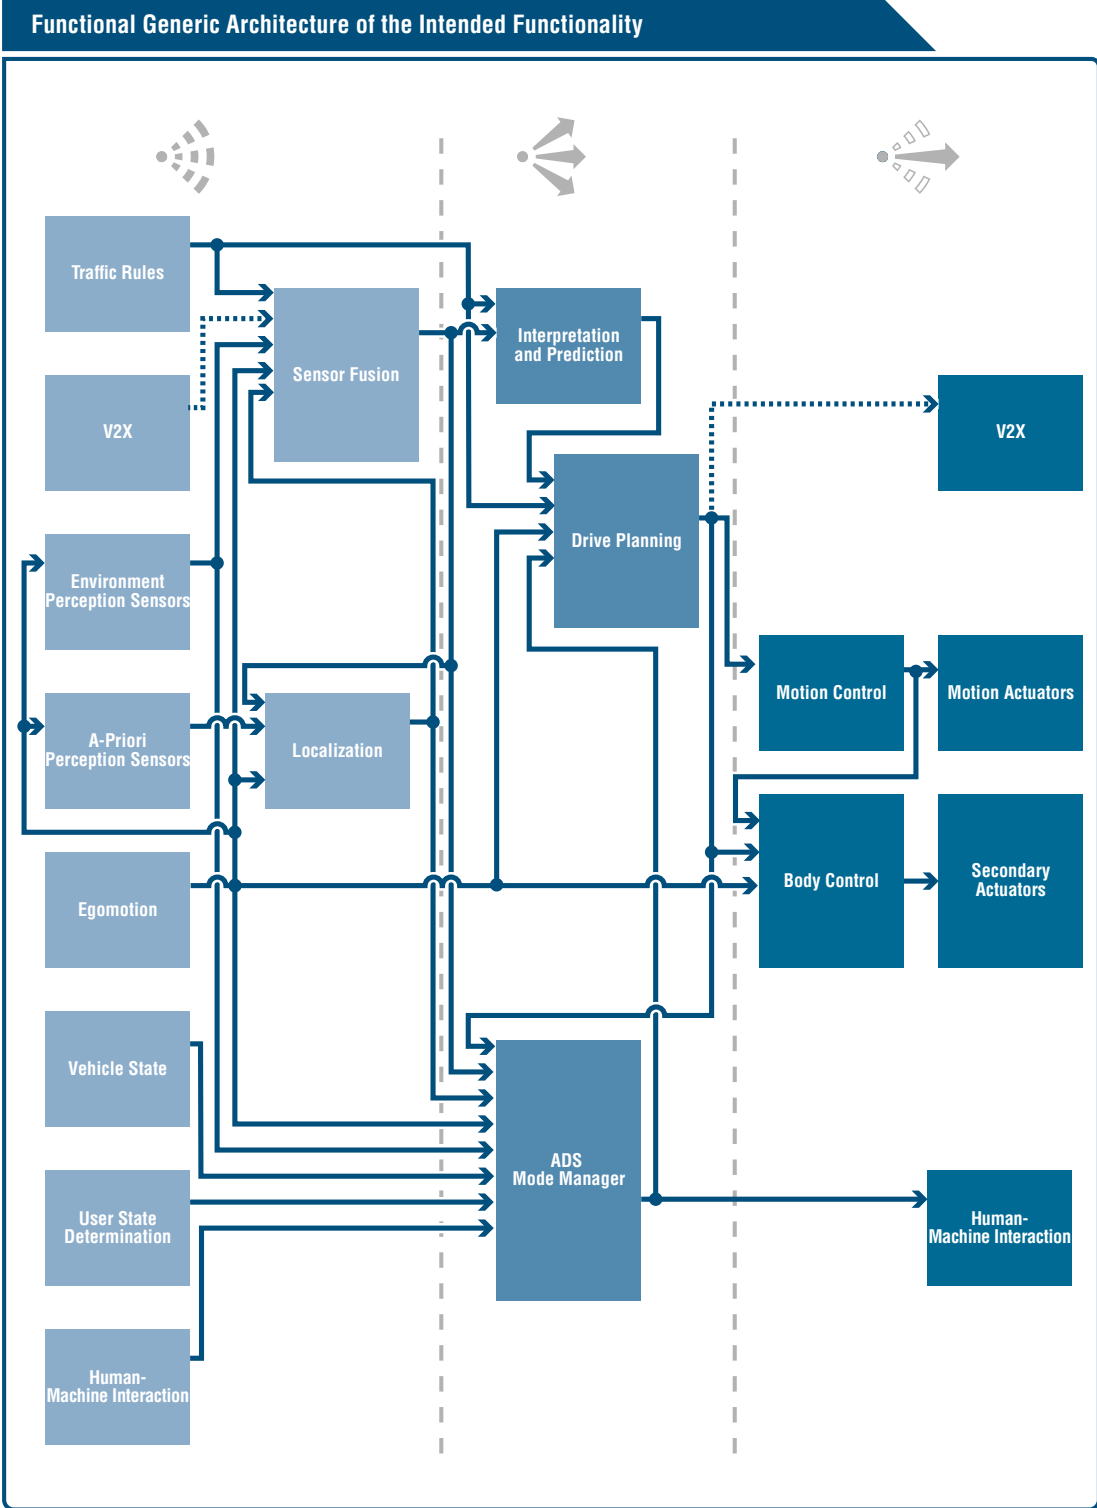 Functional Generic Architecture of the Intended Functionality
Traffic Rules
V2X
Environment
Perception Sensors
A-Priori
Perception Sensors
Egomotion
Vehicle State
User State
Determination
Human-
Machine Interaction
Sensor Fusion
Localization
Interpretation
and Prediction
Drive Planning
ADS
Mode Manager
V2X
Motion Control
Motion Actuators
Body Control
Secondary
Actuators
Human-
Machine Interaction